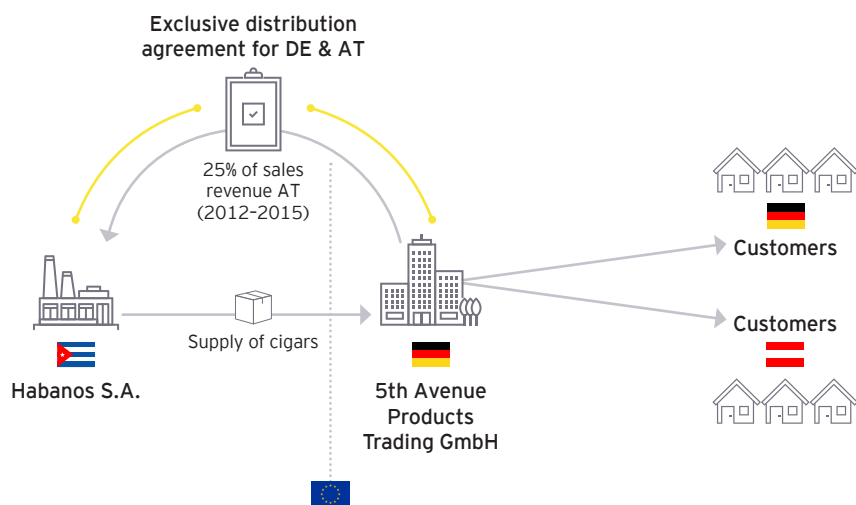 Exclusive distribution
agreement for DE & AT
25% of sales
revenue AT
(2012–2015)
Customers
Supply of cigars
Customers
Habanos S.A.
5th Avenue
Products
Trading GmbH